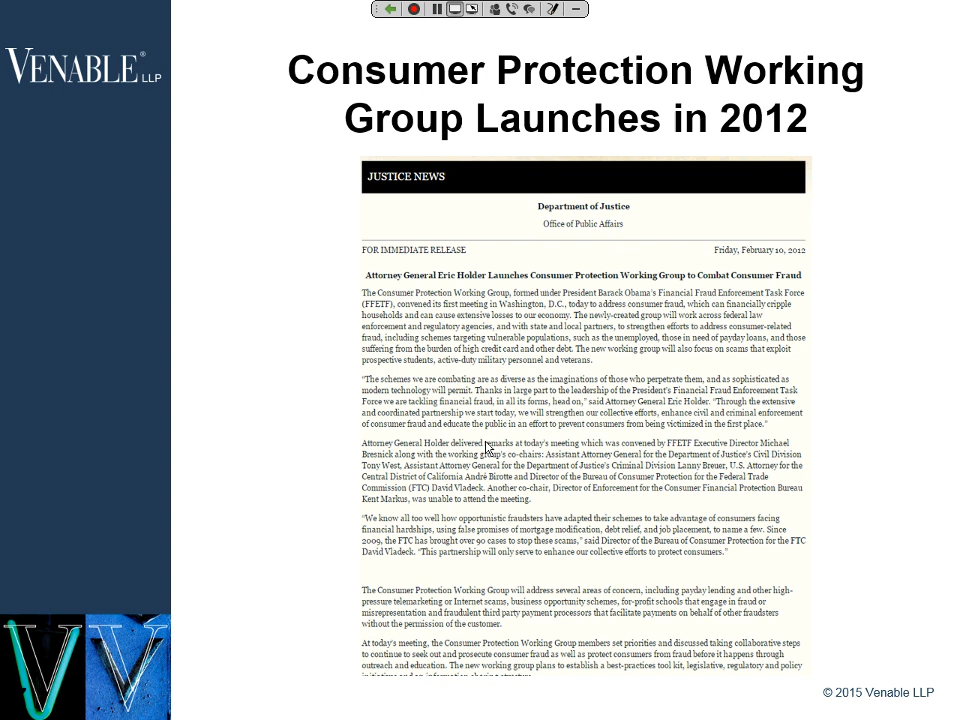 VENABLE® LLP
Consumer Protection Working
Group Launches in 2012
JUSTICE NEWS
Department of Justice
Office of Public Affairs
FOR IMMEDIATE RELEASE Friday, February 10, 2012
Attorney General Eric Holder Launches Consumer Protection Working Group to Combat Consumer Fraud
The Consumer Protection Working Group, formed under President Barack Obama's Financial Fraud Enforcement Task Force
(FFETF), convened its first meeting in Washington, D.C., today to address consumer fraud, which can financially cripple
households and can cause extensive losses to our economy. The newly-created group will work across federal law
enforcement and regulatory agencies, and with state and local partners, to strengthen efforts to address consumer-related
fraud, including schemes targeting vulnerable populations, such as the unemployed, those in need of payday loans, and those
suffering from the burden of high credit card and other debt. The new working group will also focus on scams that exploit
prospective students, active-duty military personnel and veterans.
"The schemes we are combating are as diverse as the imaginations of those who perpetrate them, and as sophisticated as
modern technology will permit. Thanks in large part to the leadership of the President's Financial Fraud Enforcement Task
Force we are tackling financial fraud, in all its forms, head on," said Attorney General Eric Holder. "Through the extensive
and coordinated partnership we start today, we will strengthen our collective efforts, enhance civil and criminal enforcement
of consumer fraud and educate the public in an effort to prevent consumers from being victimized in the first place."
Attorney General Holder delivered remarks at today's meeting which was convened by FFETF Executive Director Michael
Bresnick along with the working group's co-chairs: Assistant Attorney General for the Department of Justice's Civil Division
Tony West, Assistant Attorney General for the Department of Justice's Criminal Division Lanny Breuer, U.S. Attorney for the
Central District of California André Birotte and Director of the Bureau of Consumer Protection for the Federal Trade
Commission (FTC) David Vladeck. Another co-chair, Director of Enforcement for the Consumer Financial Protection Bureau
Kent Markus, was unable to attend the meeting.
"We know all too well how opportunistic fraudsters have adapted their schemes to take advantage of consumers facing
financial hardships, using false promises of mortgage modification, debt relief, and job placement, to name a few. Since
2009, the FTC has brought over 90 cases to stop these scams," said Director of the Bureau of Consumer Protection for the FTC
David Vladeck. "This partnership will only serve to enhance our collective efforts to protect consumers."
The Consumer Protection Working Group will address several areas of concern, including payday lending and other high-
pressure telemarketing or Internet scams, business opportunity schemes, for-profit schools that engage in fraud or
misrepresentation and fraudulent third party payment processors that facilitate payments on behalf of other fraudsters
without the permission of the customer.
At today's meeting, the Consumer Protection Working Group members set priorities and discussed taking collaborative steps
to continue to seek out and prosecute consumer fraud as well as protect consumers from fraud before it happens through
outreach and education. The new working group plans to establish a best-practices tool kit, legislative, regulatory and policy
initiatives and an information sharing structure.
V V
© 2015 Venable LLP